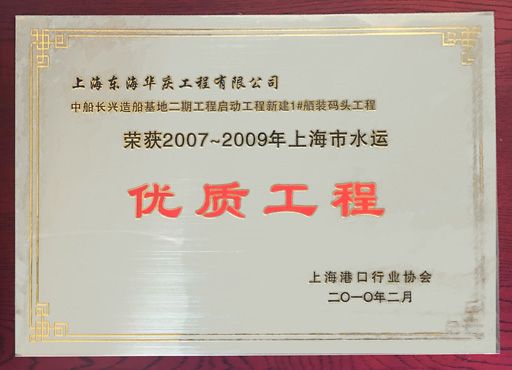 上海东海华庆工程有限公司
中船长兴造船基地二期工程启动工程新建1#舾装码头工程
荣获2007~2009年上海市水运
优质工程
上海港口行业协会
二〇一〇年二月